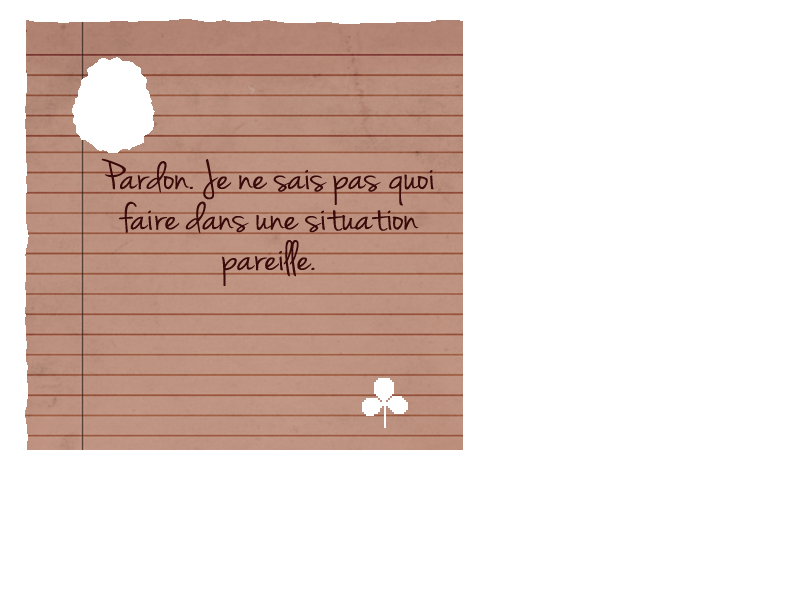 Pardon. Je ne sais pas quoi
faire dans une situation
pareille.